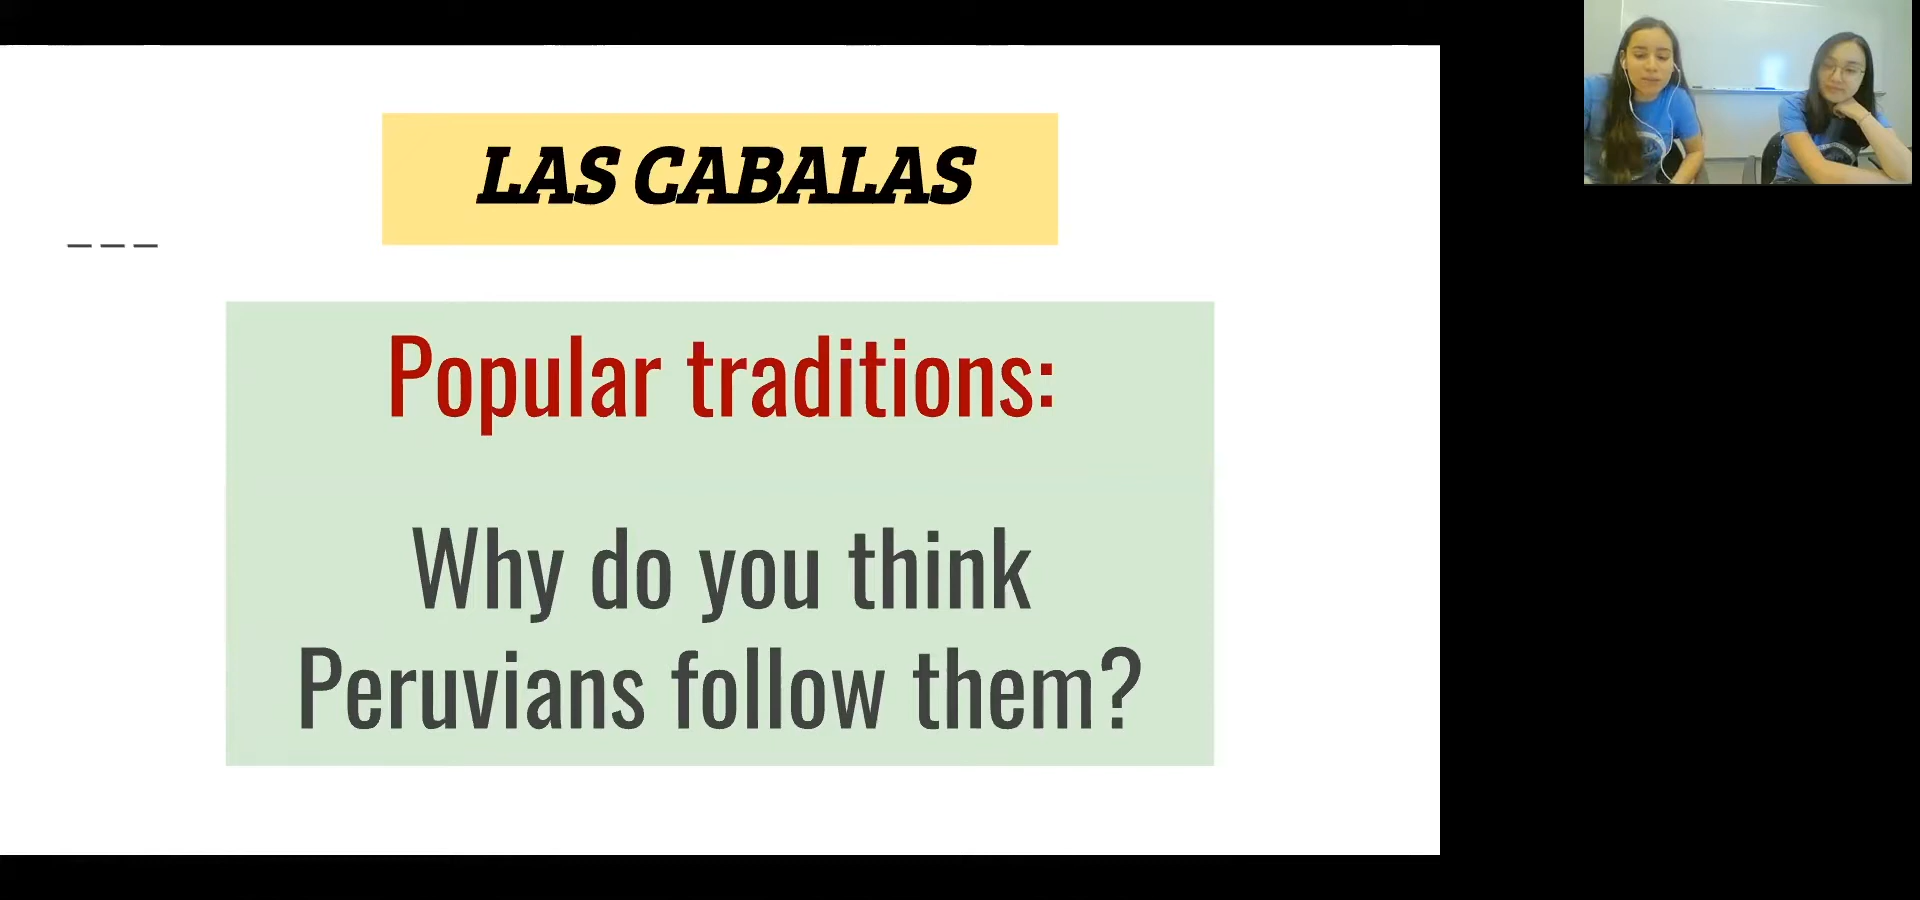 LAS CABALAS
Popular traditions:
Why do you think
Peruvians follow them?